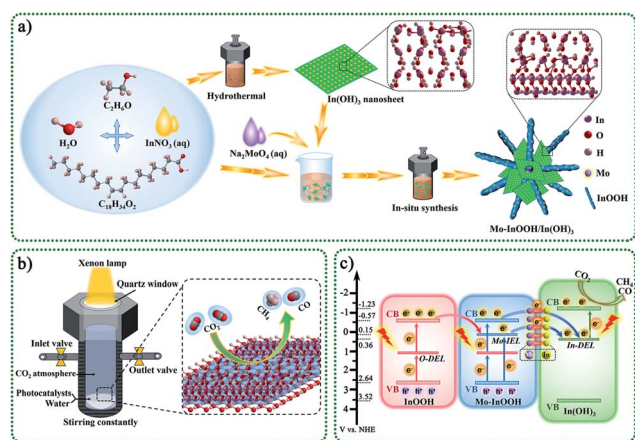 a)
C₂H₆O
H₂O
InNO₃ (aq)
C₁₈H₃₄O₂
Hydrothermal
In(OH)₃ nanosheet
Na₂MoO₄(aq)
In-situ synthesis
In
O
H
Mo
InOOH
Mo-InOOH/In(OH)₃
b)
Xenon lamp
Quartz window
Inlet valve
Outlet valve
CO₂ atmosphere
Photocatalysts
Water
Stirring constantly
CO₂
CH₄
CO
c)
-2
-1
0
1
2
3
4
-1.23
-0.57
0.15
0.36
2.64
3.52
V vs. NHE
CB
e⁻ e⁻ e⁻
O-DEL
e⁻
e⁻
VB
h⁺ h⁺ h⁺
InOOH
CB
e⁻ e⁻
Mo IEL
e⁻
e⁻
VB
h⁺ h⁺ h⁺
Mo-InOOH
In
CO₂
CH₄
CO
CB
e⁻ e⁻
e⁻
e⁻ e⁻
In-DEL
VB
In(OH)₃